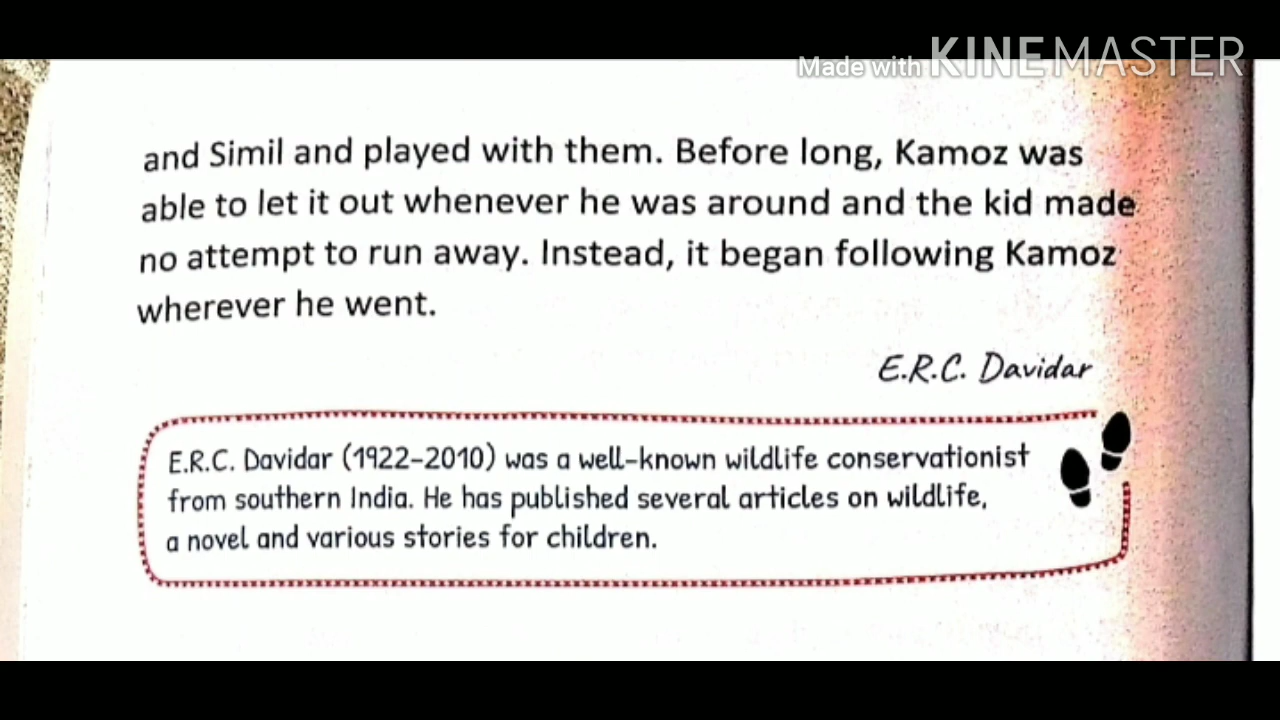 Made with KINEMASTER
and Simil and played with them. Before long, Kamoz was
able to let it out whenever he was around and the kid made
no attempt to run away. Instead, it began following Kamoz
wherever he went.
E.R.C. Davidar
E.R.C. Davidar (1922–2010) was a well-known wildlife conservationist
from southern India. He has published several articles on wildlife,
a novel and various stories for children.